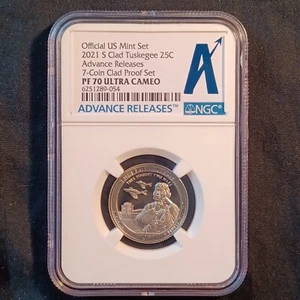 Official US Mint Set
2021 S Clad Tuskegee 25C
Advance Releases
7-Coin Clad Proof Set
PF 70 ULTRA CAMEO
6251289-054
ADVANCE RELEASES™
NGC